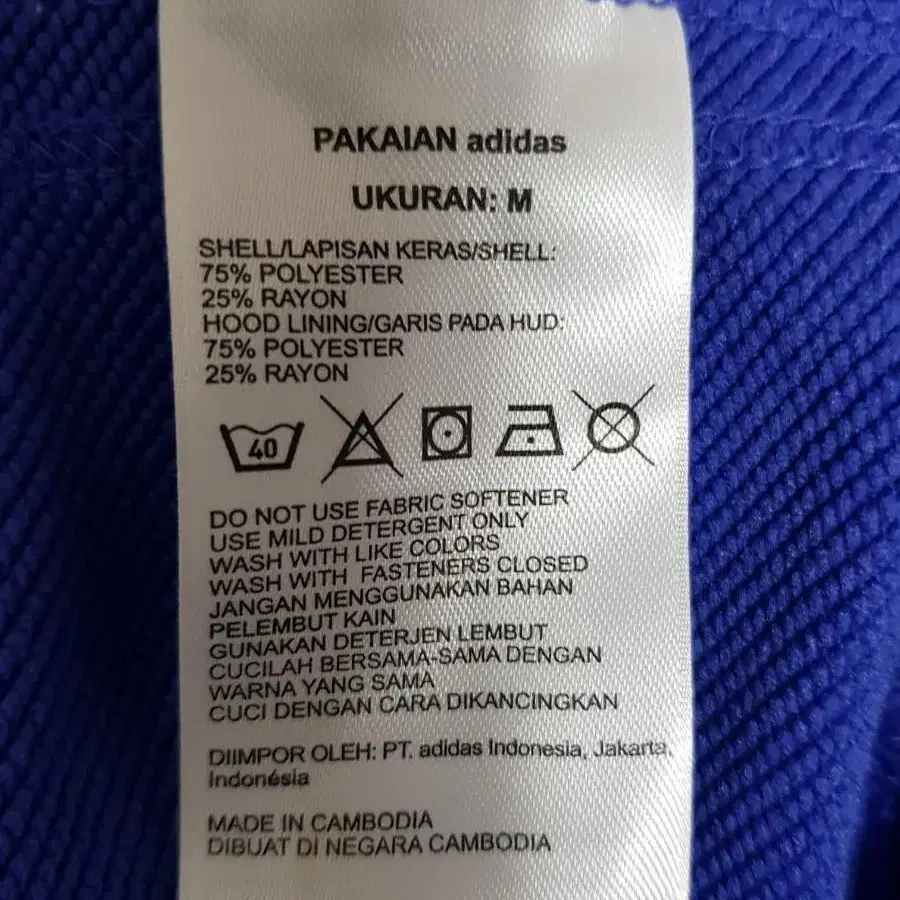 PAKAIAN adidas
UKURAN: M
SHELL/LAPISAN KERAS/SHELL:
75% POLYESTER
25% RAYON
HOOD LINING/GARIS PADA HUD:
75% POLYESTER
25% RAYON
40
DO NOT USE FABRIC SOFTENER
USE MILD DETERGENT ONLY
WASH WITH LIKE COLORS
WASH WITH FASTENERS CLOSED
JANGAN MENGGUNAKAN BAHAN
PELEMBUT KAIN
GUNAKAN DETERJEN LEMBUT
CUCILAH BERSAMA-SAMA DENGAN
WARNA YANG SAMA
CUCI DENGAN CARA DIKANCINGKAN
DIIMPOR OLEH: PT. adidas Indonesia, Jakarta,
Indonésia
MADE IN CAMBODIA
DIBUAT DI NEGARA CAMBODIA